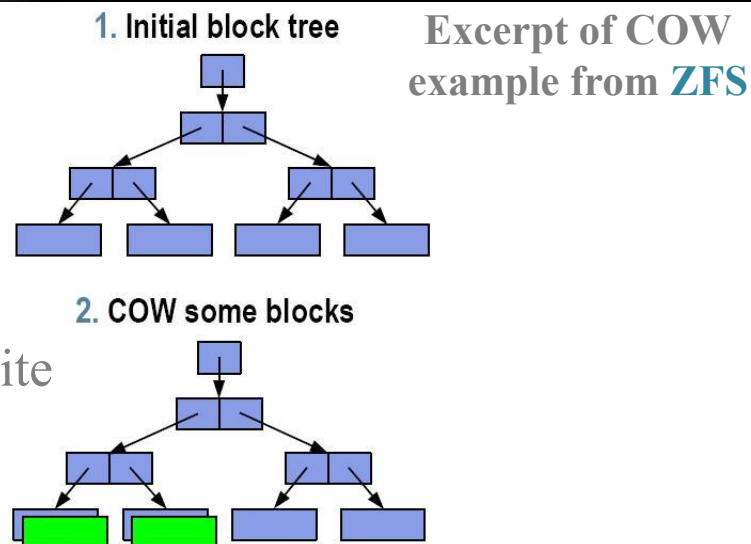 1. Initial block tree
Excerpt of COW
example from ZFS
2. COW some blocks
ite